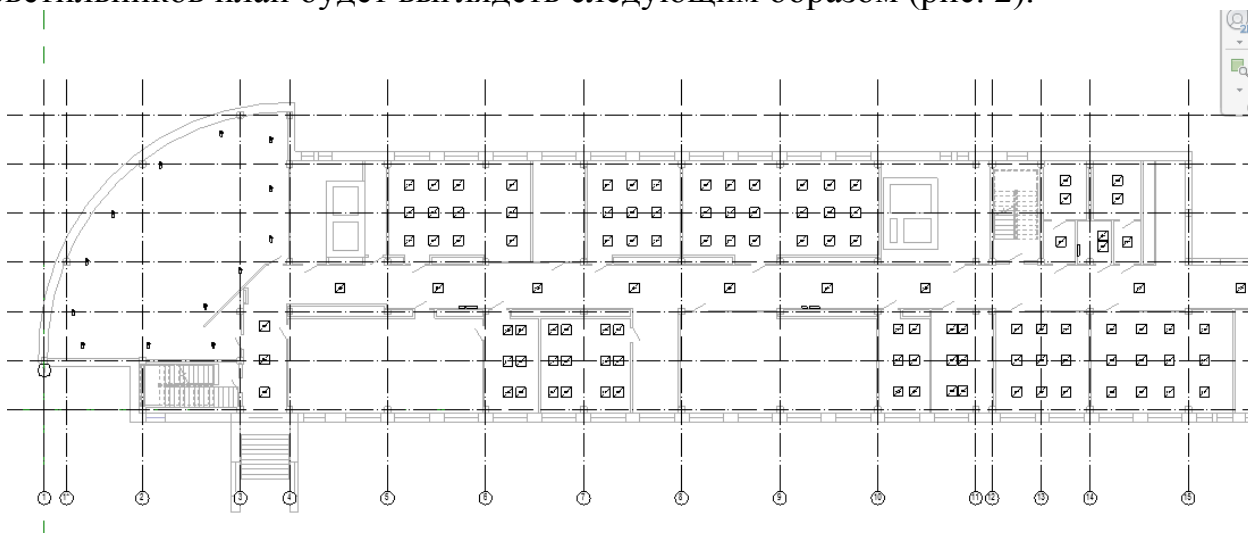 светильников план будет выглядеть следующим образом (рис. 2):
1 1' 2 3 4 5 6 7 8 9 10 11 12 13 14 15